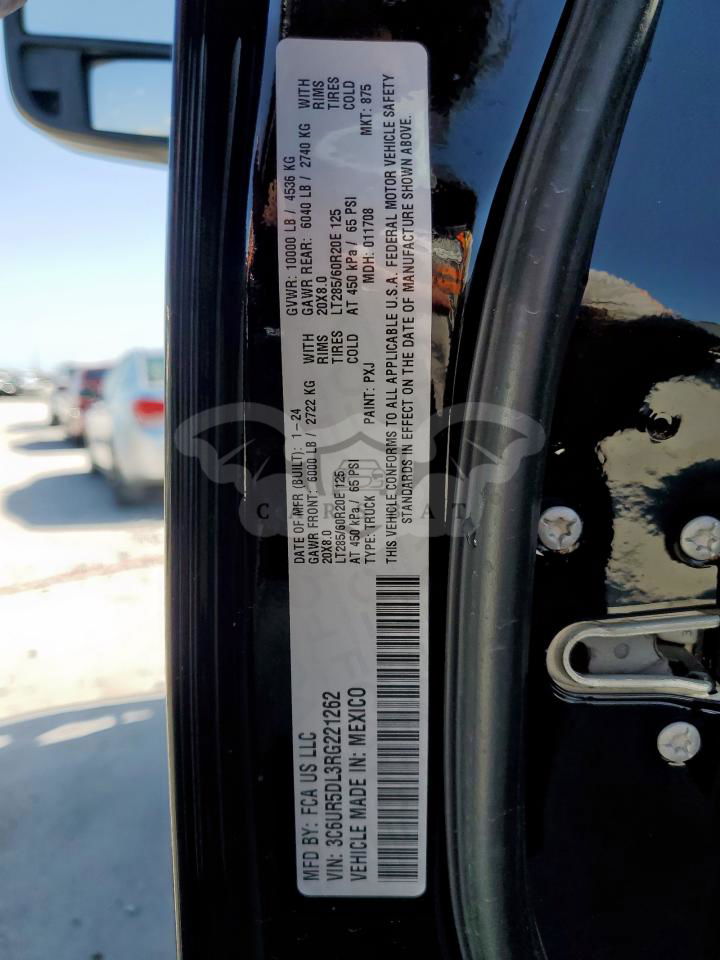 MFD BY: FCA US LLC
VIN: 3C6UR5DL3RG221262
VEHICLE MADE IN: MEXICO
DATE OF MFR (BUILT): 1-24 GVWR: 10000 LB / 4536 KG
GAWR FRONT: 6000 LB / 2722 KG WITH GAWR REAR: 6040 LB / 2740 KG WITH
20X8.0 RIMS 20X8.0 RIMS
LT285/60R20E 125 TIRES LT285/60R20E 125 TIRES
AT 450 kPa / 65 PSI COLD AT 450 kPa / 65 PSI COLD
TYPE: TRUCK PAINT: PXJ MDH: 011708 MKT: 875
THIS VEHICLE CONFORMS TO ALL APPLICABLE U.S.A. FEDERAL MOTOR VEHICLE SAFETY
STANDARDS IN EFFECT ON THE DATE OF MANUFACTURE SHOWN ABOVE.